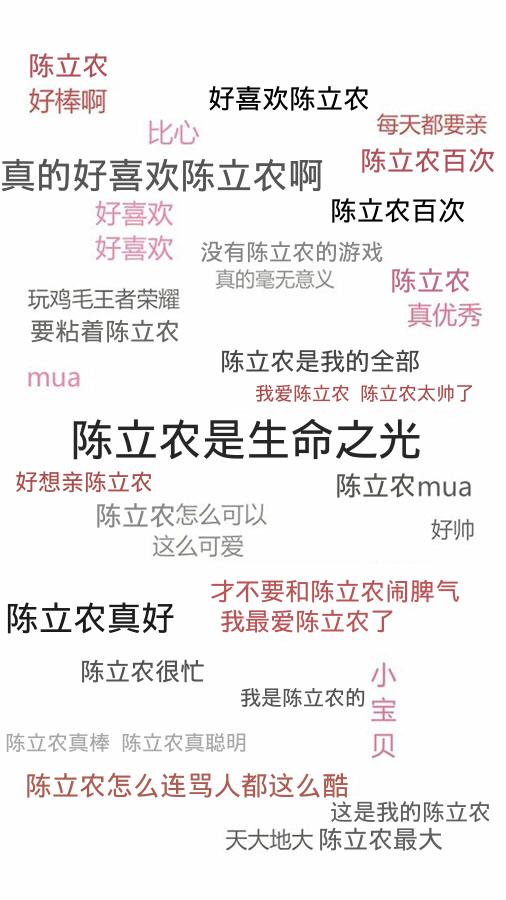 陈立农
好棒啊
好喜欢陈立农
比心
每天都要亲
陈立农百次
真的好喜欢陈立农啊
好喜欢
好喜欢
陈立农百次
没有陈立农的游戏
真的毫无意义
陈立农
真优秀
玩鸡毛王者荣耀
要粘着陈立农
陈立农是我的全部
mua
我爱陈立农 陈立农太帅了
陈立农是生命之光
好想亲陈立农
陈立农mua
陈立农怎么可以
这么可爱
好帅
才不要和陈立农闹脾气
我最爱陈立农了
陈立农真好
陈立农很忙
我是陈立农的
小
宝
贝
陈立农真棒 陈立农真聪明
陈立农怎么连骂人都这么酷
这是我的陈立农
天大地大 陈立农最大